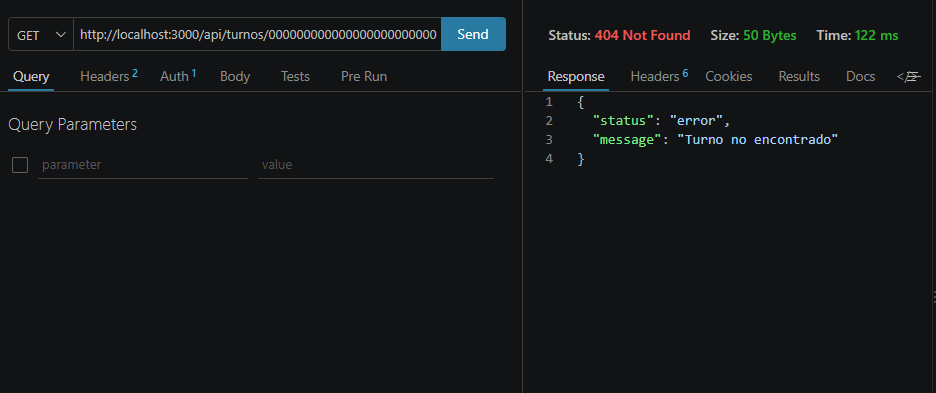 GET http://localhost:3000/api/turnos/000000000000000000000000 Send
Query Headers 2 Auth 1 Body Tests Pre Run
Query Parameters
parameter value
Status: 404 Not Found Size: 50 Bytes Time: 122 ms
Response Headers 6 Cookies Results Docs
1 {
2 "status": "error",
3 "message": "Turno no encontrado"
4 }